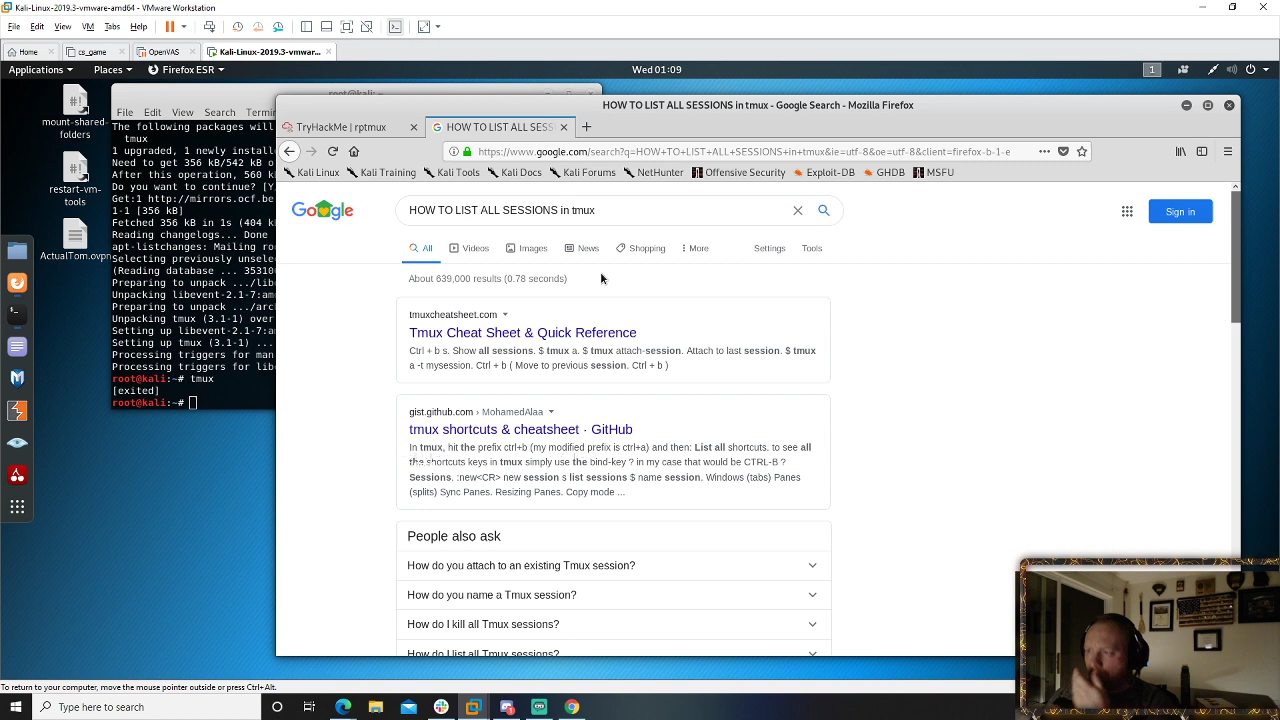 Kali-Linux-2019.3-vmware-amd64 - VMware Workstation
File Edit View VM Tabs Help
Home cs_game OpenVAS Kali-Linux-2019.3-vmwar...
Applications Places Firefox ESR Wed 01:09 1
mount-shared-folders
restart-vm-tools
ActualTom.ovpn
root@kali: ~
File Edit View Search Termi
The following packages will
tmux
1 upgraded, 1 newly installe
Need to get 356 kB/542 kB o
After this operation, 560 k
Do you want to continue? [Y
Get:1 http://mirrors.ocf.be
1-1 [356 kB]
Fetched 356 kB in 1s (404 k
Reading changelogs... Done
apt-listchanges: Mailing ro
Selecting previously unsele
(Reading database ... 35310
Preparing to unpack .../lib
Unpacking libevent-2.1-7:am
Preparing to unpack .../arc
Unpacking tmux (3.1-1) over
Setting up libevent-2.1-7:a
Setting up tmux (3.1-1) ...
Processing triggers for man
Processing triggers for lib
root@kali:~# tmux
[exited]
root@kali:~#
HOW TO LIST ALL SESSIONS in tmux - Google Search - Mozilla Firefox
TryHackMe | rptmux
HOW TO LIST ALL SESS
https://www.google.com/search?q=HOW+TO+LIST+ALL+SESSIONS+in+tmux&ie=utf-8&oe=utf-8&client=firefox-b-1-e
Kali Linux Kali Training Kali Tools Kali Docs Kali Forums NetHunter Offensive Security Exploit-DB GHDB MSFU
HOW TO LIST ALL SESSIONS in tmux
Sign in
All Videos Images News Shopping More Settings Tools
About 639,000 results (0.78 seconds)
tmuxcheatsheet.com
Tmux Cheat Sheet & Quick Reference
Ctrl + b s. Show all sessions. $ tmux a. $ tmux attach-session. Attach to last session. $ tmux
a -t mysession. Ctrl + b ( Move to previous session. Ctrl + b )
gist.github.com › MohamedAlaa
tmux shortcuts & cheatsheet · GitHub
In tmux, hit the prefix ctrl+b (my modified prefix is ctrl+a) and then: List all shortcuts. to see all
the shortcuts keys in tmux simply use the bind-key ? in my case that would be CTRL-B ?
Sessions. :new<CR> new session s list sessions $ name session. Windows (tabs) Panes
(splits) Sync Panes. Resizing Panes. Copy mode ...
People also ask
How do you attach to an existing Tmux session?
How do you name a Tmux session?
How do I kill all Tmux sessions?
How do I list all Tmux sessions?
To return to your computer, move the mouse pointer outside or press Ctrl+Alt.
Type here to search